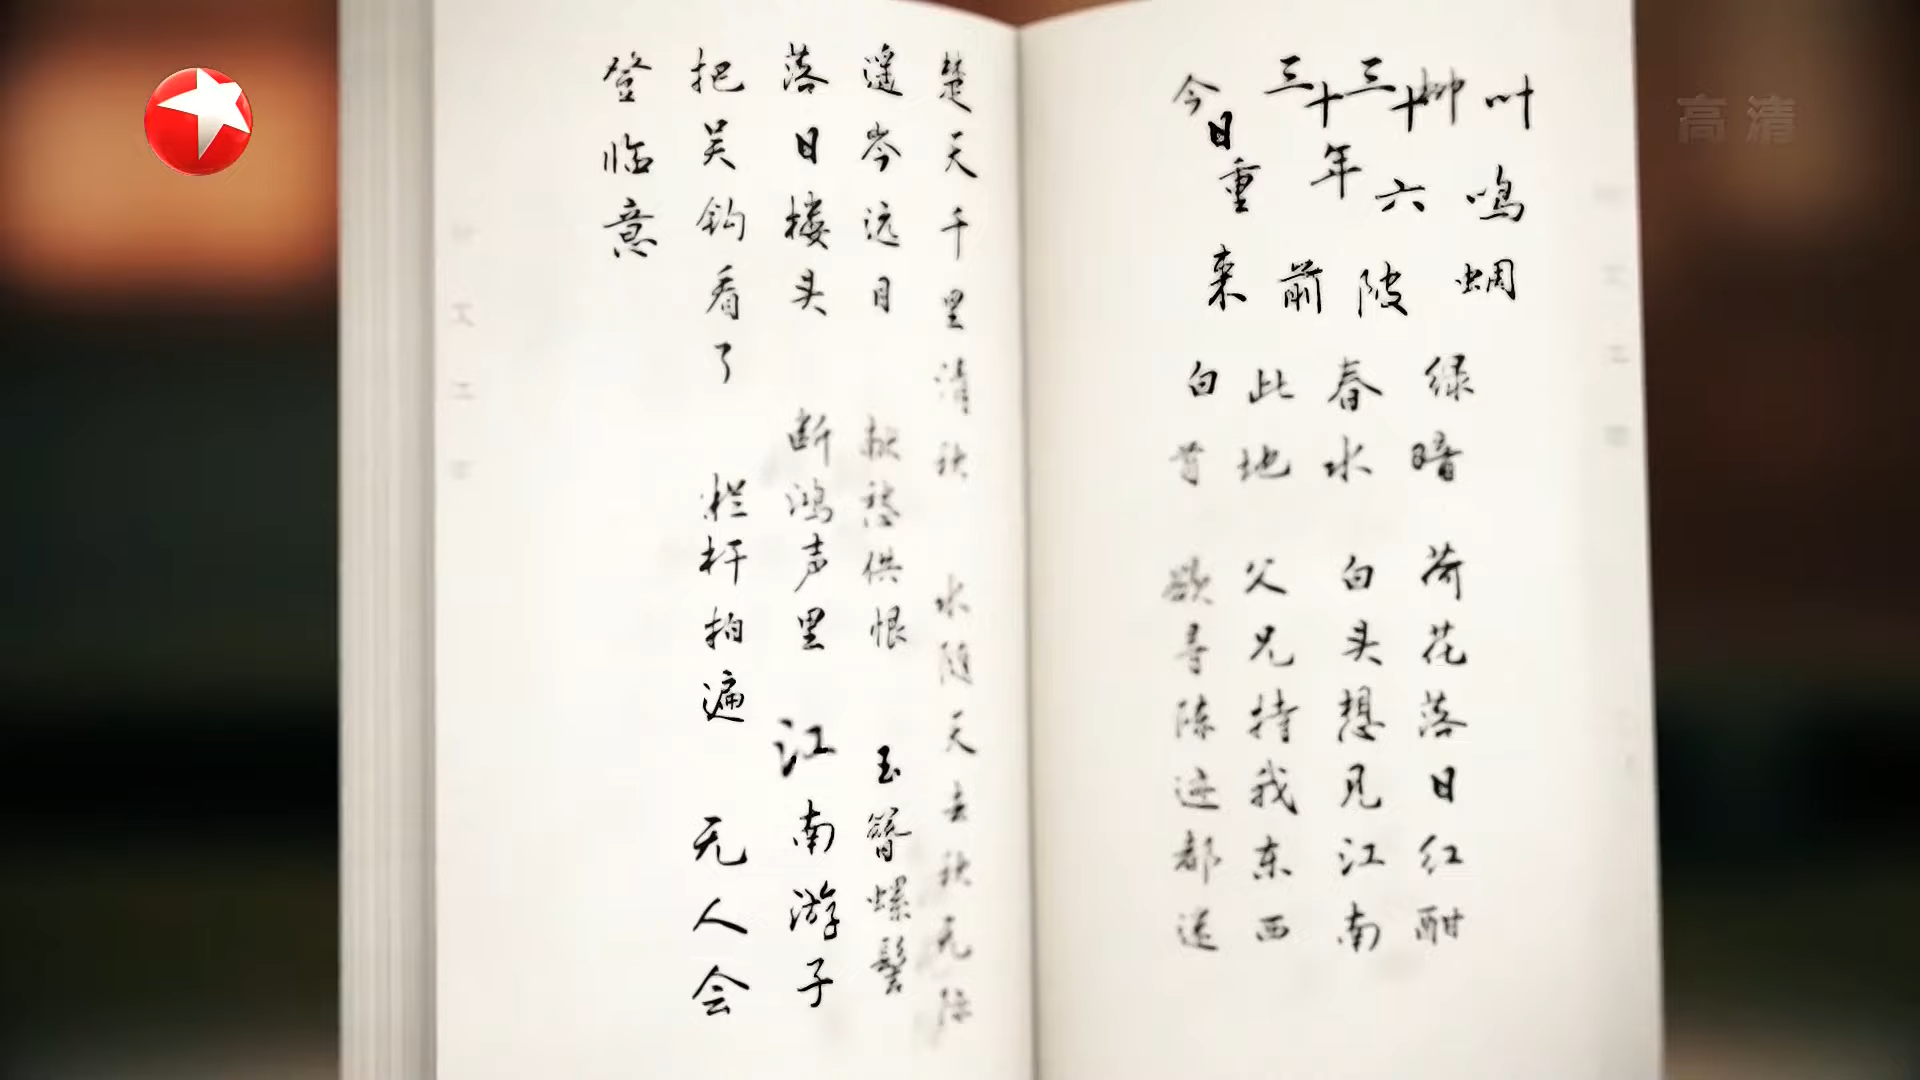 柳叶鸣蜩绿暗 荷花落日红酣
三十六陂春水 白头想见江南
三十年前此地 父兄持我东西
今日重来白首 欲寻陈迹都迷
楚天千里清秋 水随天去秋无际
遥岑远目 献愁供恨 玉簪螺髻
落日楼头 断鸿声里 江南游子
把吴钩看了 栏杆拍遍 无人会
登临意
高清